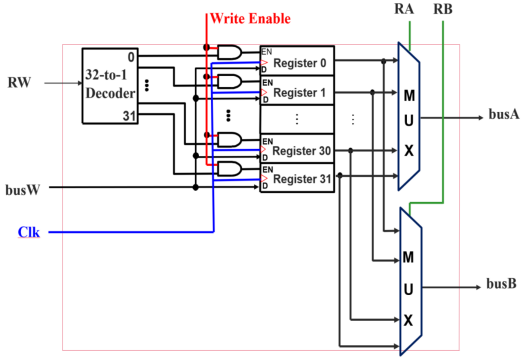 Write Enable
RA
RB
RW
32-to-1
Decoder
0
31
EN
D
Register 0
EN
D
Register 1
EN
D
Register 30
EN
D
Register 31
M
U
X
busA
busW
Clk
M
U
X
busB